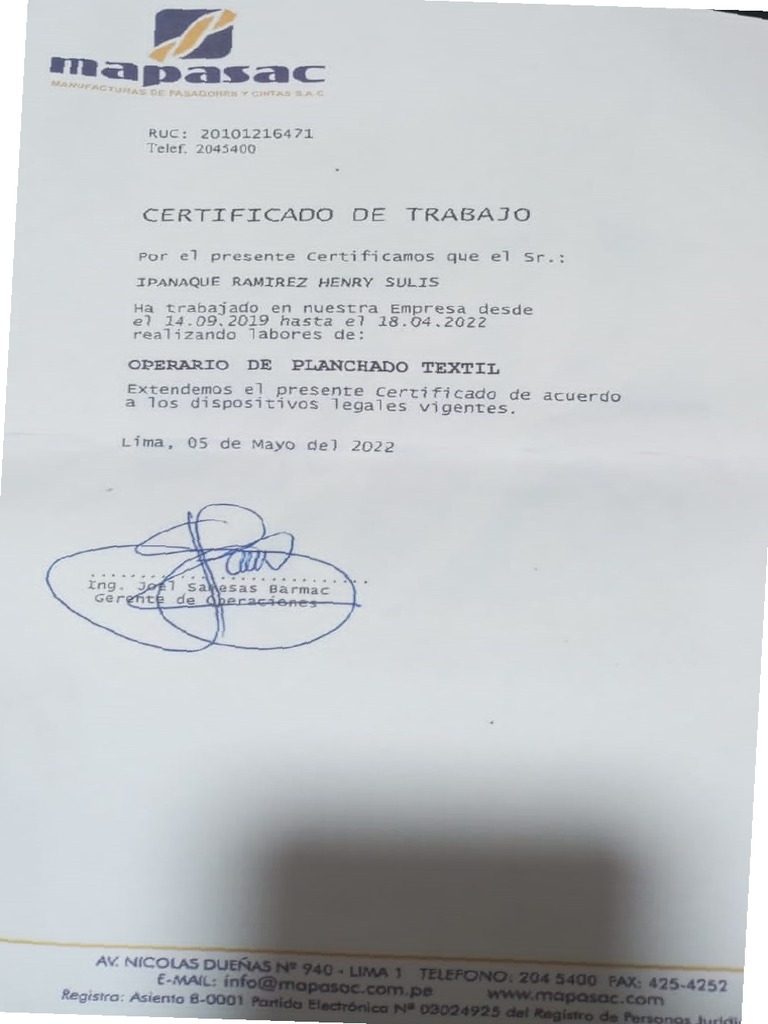 mapasac
MANUFACTURAS DE PASADORES Y CINTAS S.A.C
RUC: 20101216471
Telef. 2045400
CERTIFICADO DE TRABAJO
Por el presente Certificamos que el Sr.:
IPANAQUE RAMIREZ HENRY SULIS
Ha trabajado en nuestra Empresa desde
el 14.09.2019 hasta el 18.04.2022
realizando labores de:
OPERARIO DE PLANCHADO TEXTIL
Extendemos el presente Certificado de acuerdo
a los dispositivos legales vigentes.
Lima, 05 de Mayo del 2022
Ing. Joel Barmac
Gerente de Operaciones
AV. NICOLAS DUEÑAS Nº 940 - LIMA 1 TELEFONO: 204 5400 FAX: 425-4252
E-MAIL: info@mapasac.com.pe www.mapasac.com
Registro: Asiento B-0001 Partida Electrónica Nº 03024925 del Registro de Personas